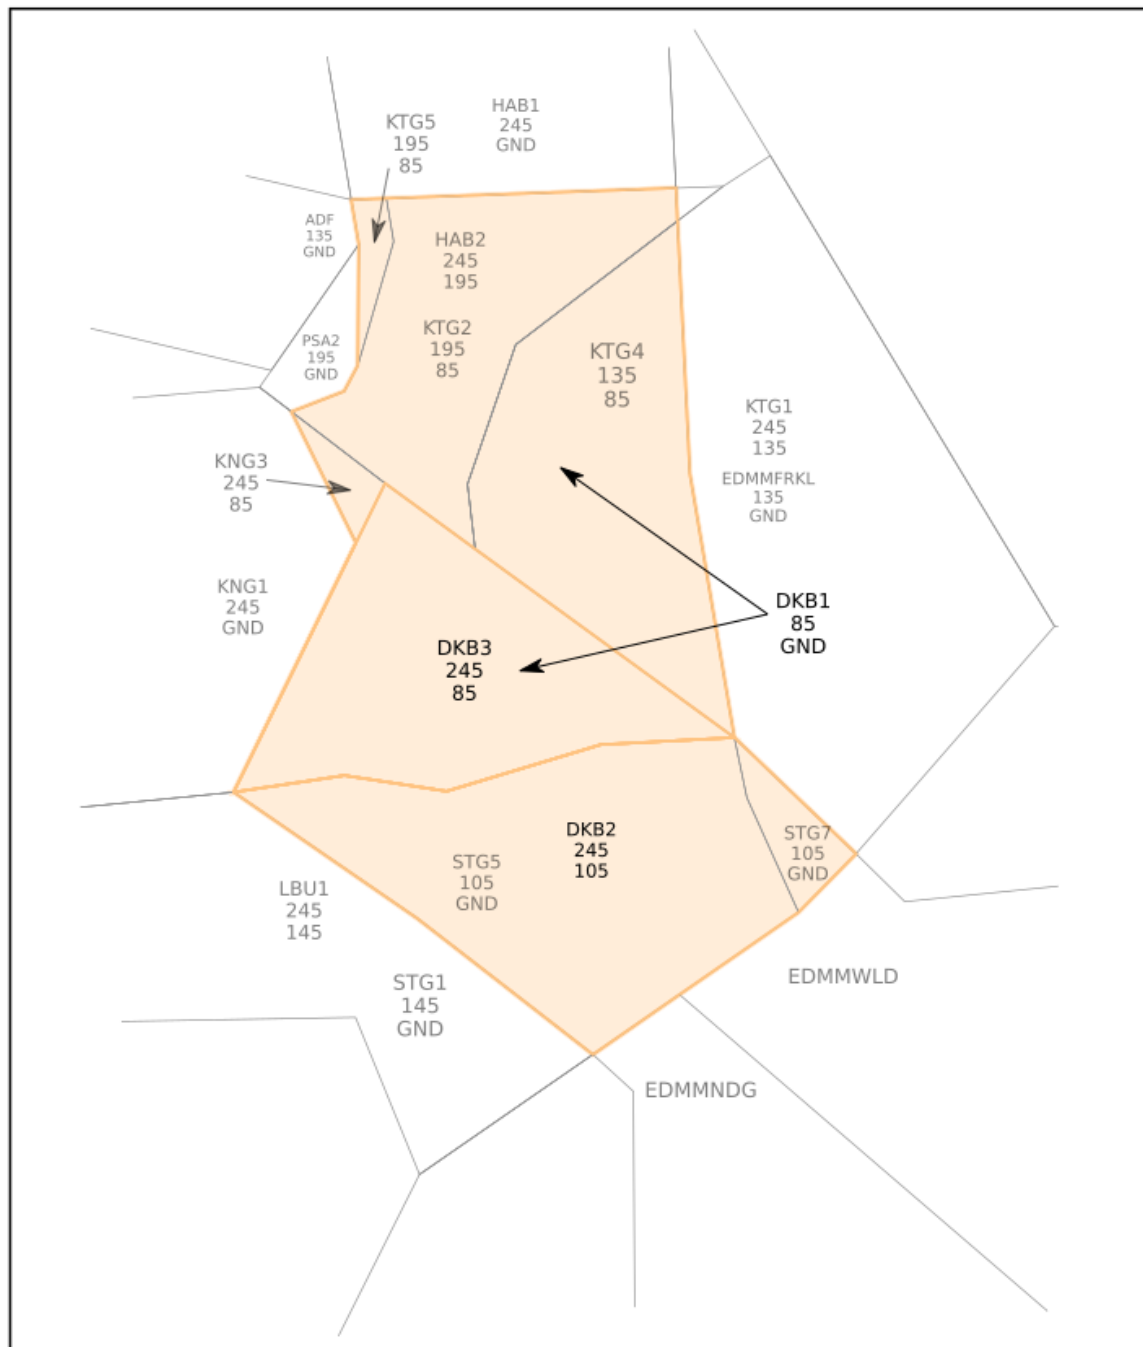 HAB1
245
GND
KTG5
195
85
ADF
135
GND
HAB2
245
195
KTG2
195
85
PSA2
195
GND
KTG4
135
85
KTG1
245
135
EDMMFRKL
135
GND
KNG3
245
85
KNG1
245
GND
DKB1
85
GND
DKB3
245
85
DKB2
245
105
STG7
105
GND
STG5
105
GND
LBU1
245
145
STG1
145
GND
EDMMWLD
EDMMNDG